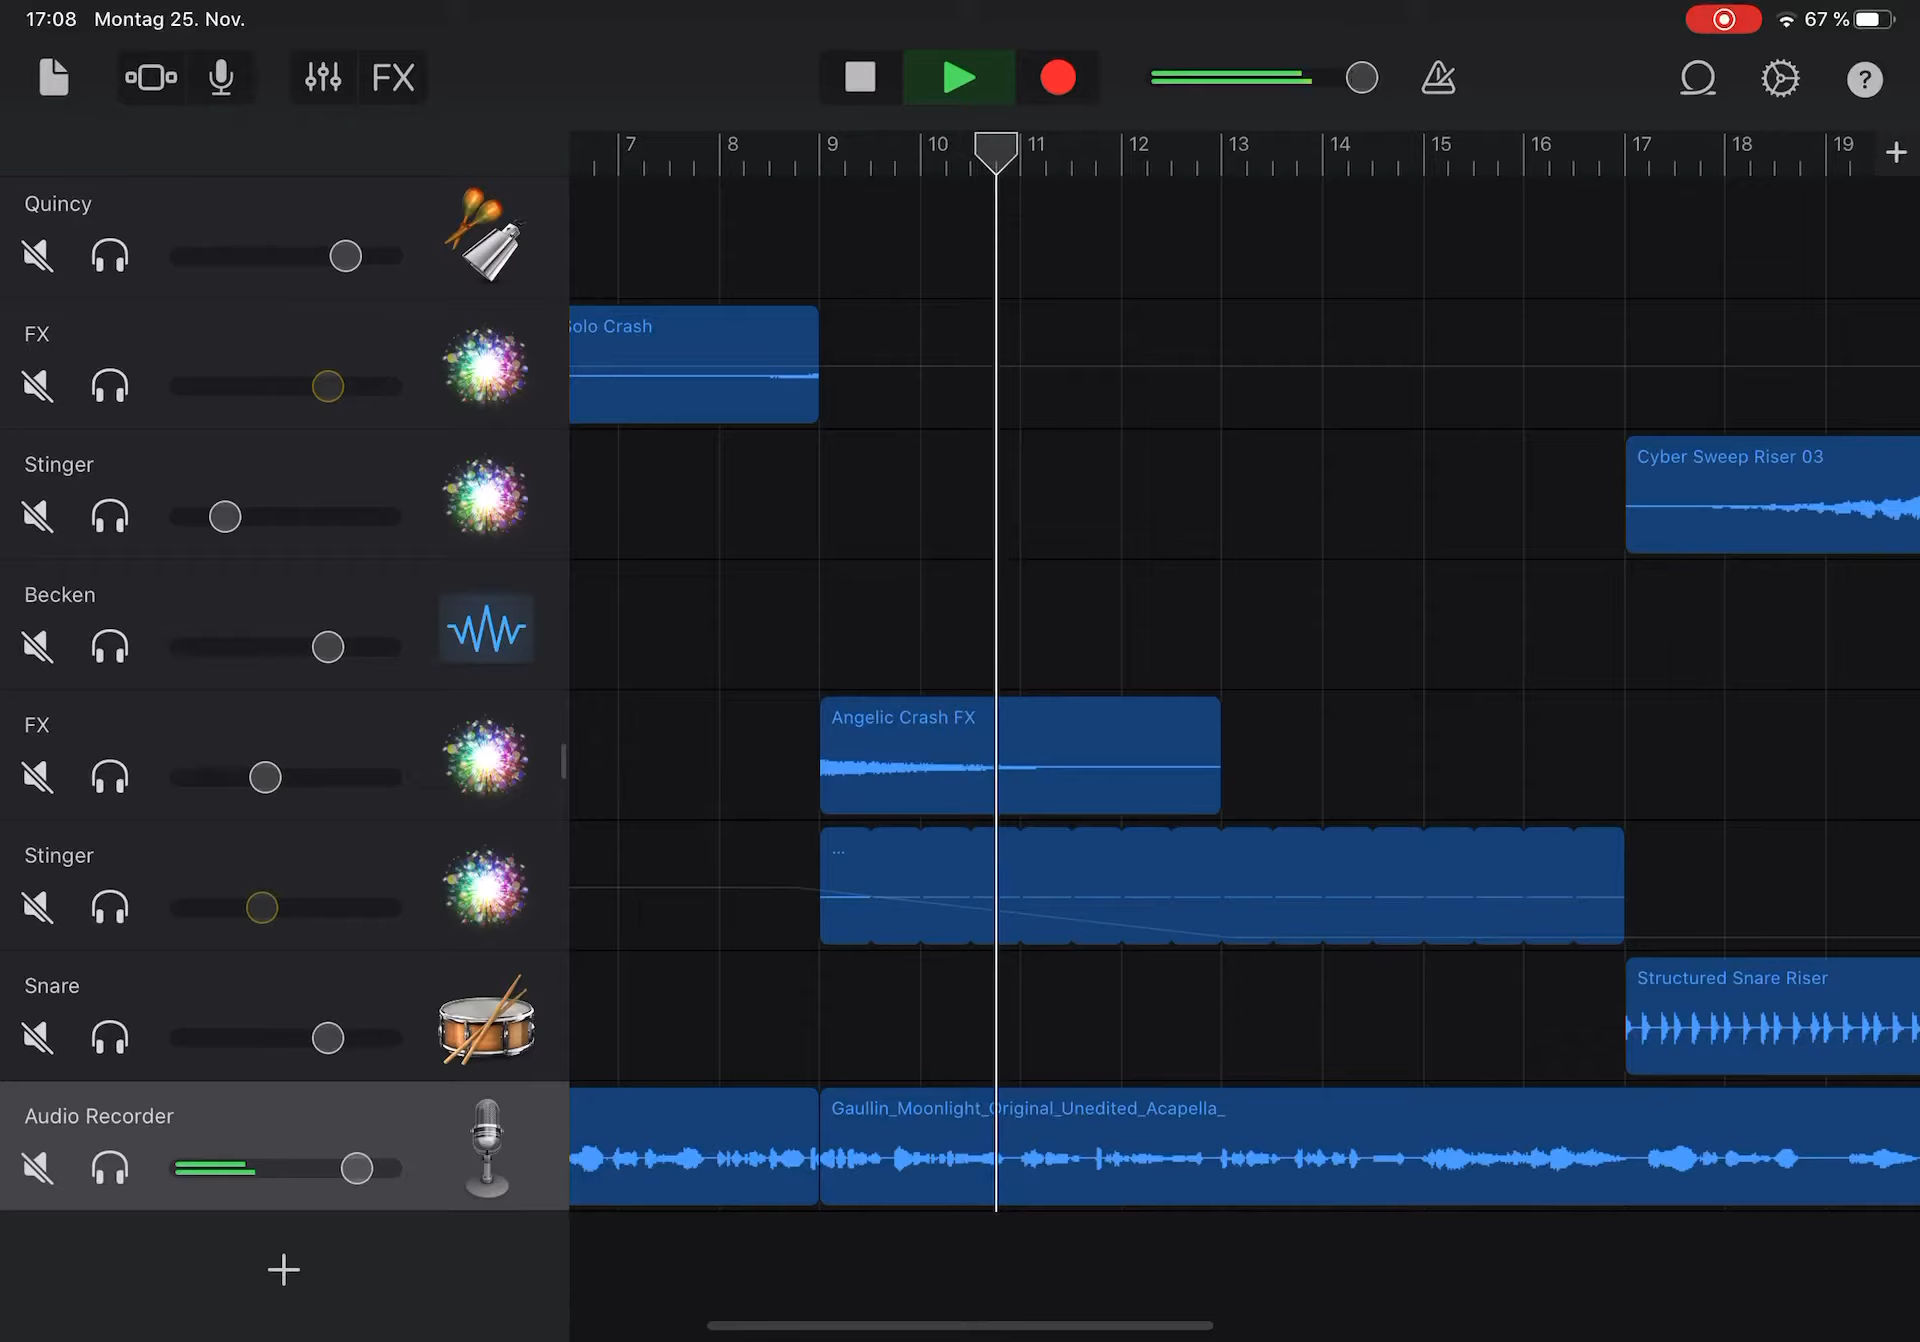 17:08 Montag 25. Nov.
67 %
FX
?
7 8 9 10 11 12 13 14 15 16 17 18 19
Quincy
FX
Solo Crash
Stinger
Cyber Sweep Riser 03
Becken
FX
Angelic Crash FX
Stinger
...
Snare
Structured Snare Riser
Audio Recorder
Gaullin_Moonlight_Original_Unedited_Acapella_